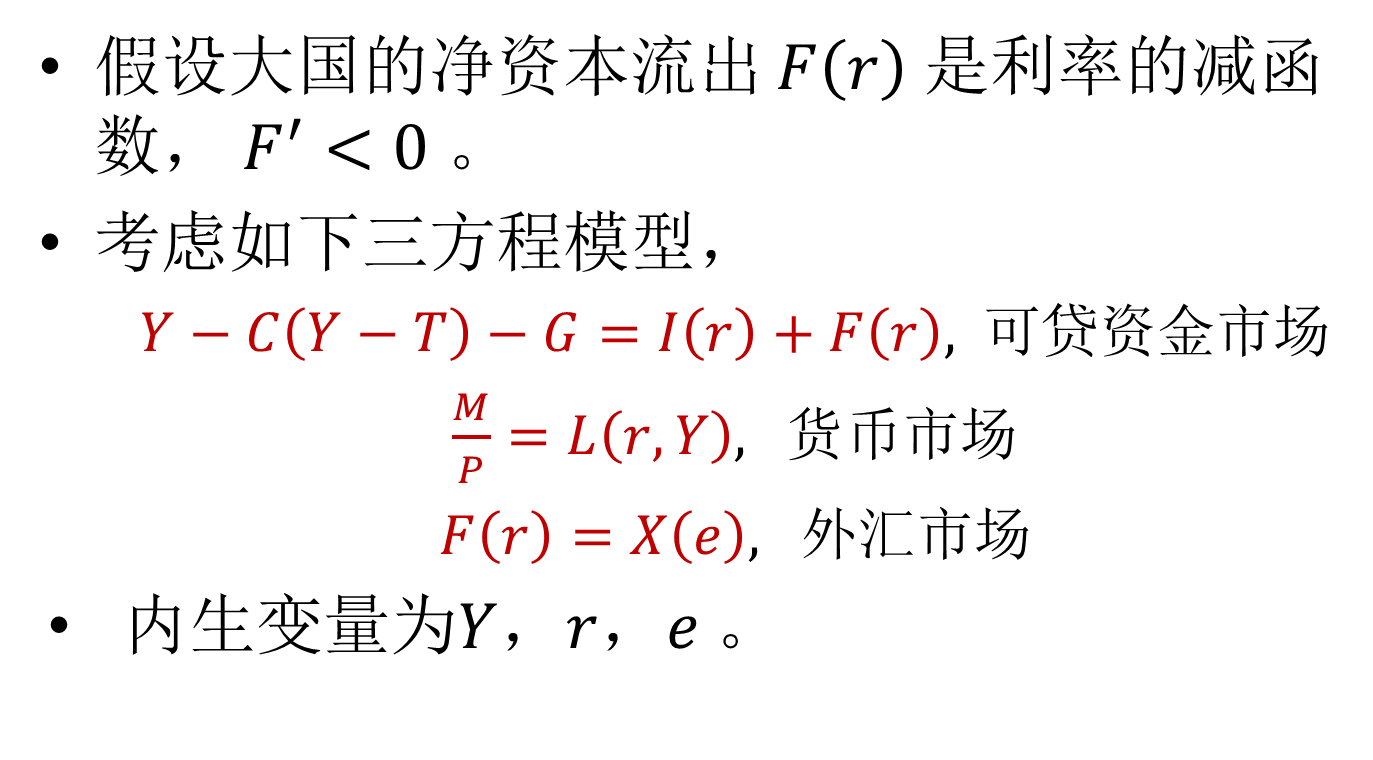 • 假设大国的净资本流出 F(r) 是利率的减函
数， F′ < 0 。
• 考虑如下三方程模型，
Y − C(Y − T) − G = I(r) + F(r), 可贷资金市场
M/P = L(r, Y), 货币市场
F(r) = X(e), 外汇市场
• 内生变量为Y，r，e 。